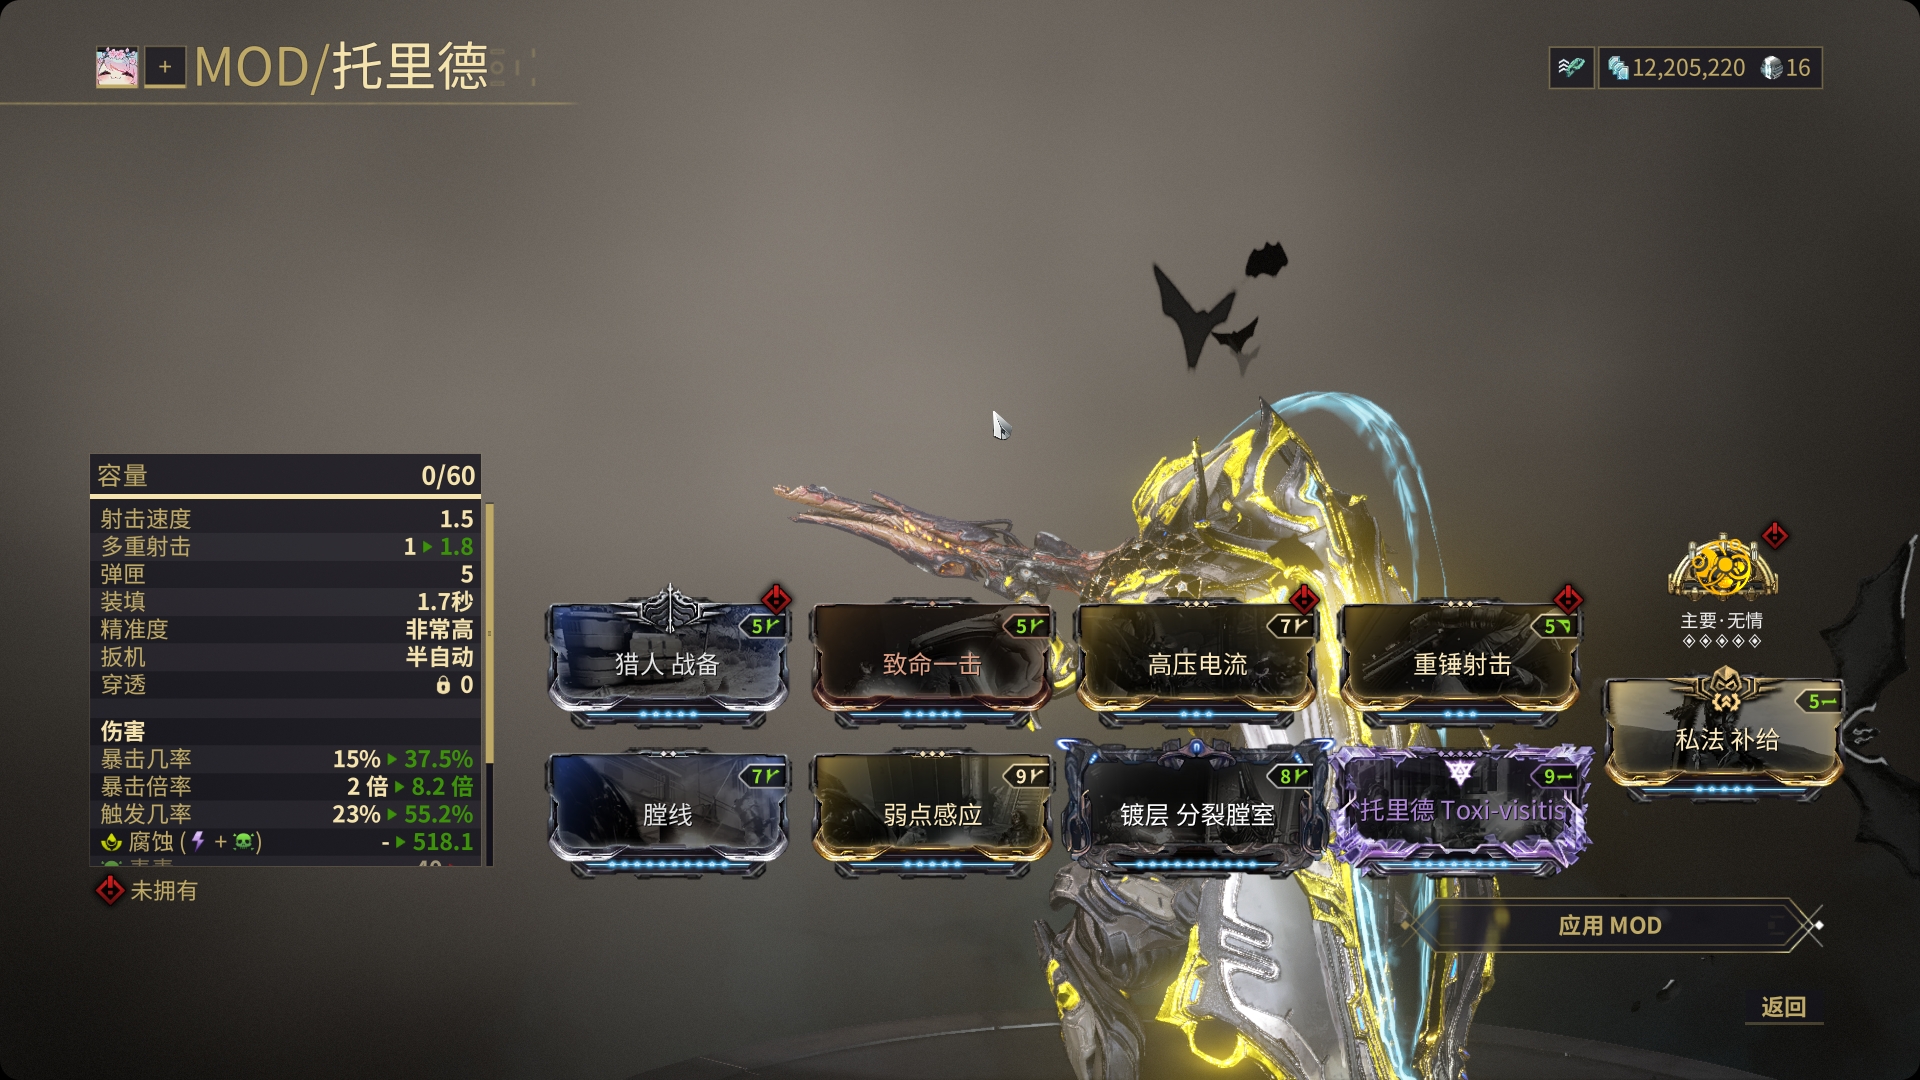 MOD/托里德
12,205,220 16
容量 0/60
射击速度 1.5
多重射击 1 1.8
弹匣 5
装填 1.7秒
精准度 非常高
扳机 半自动
穿透 0
伤害
暴击几率 15% 37.5%
暴击倍率 2 倍 8.2 倍
触发几率 23% 55.2%
腐蚀 ( + ) - 518.1
未拥有
5
猎人 战备
5
致命一击
7
高压电流
5
重锤射击
主要·无情
7
膛线
9
弱点感应
8
镀层 分裂膛室
9
托里德 Toxi-visitis
5
私法 补给
应用 MOD
返回